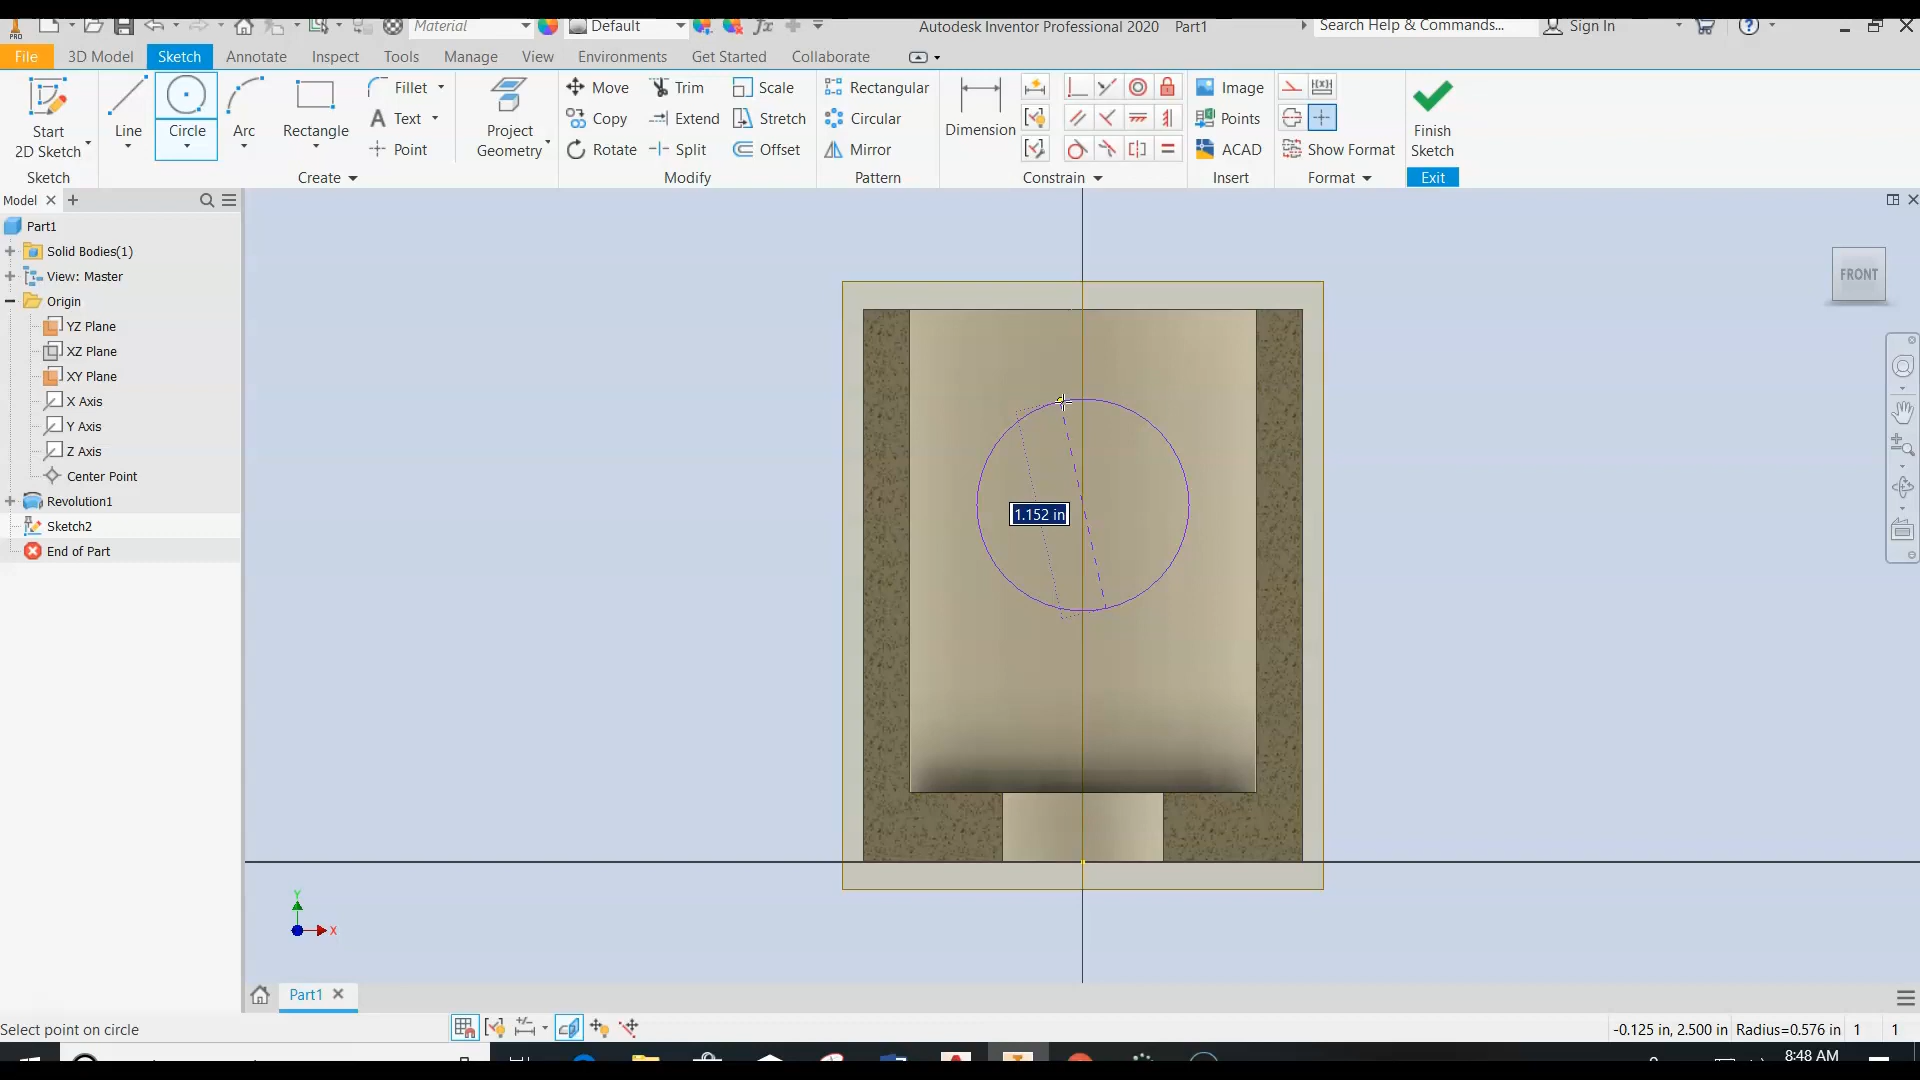 Material Default fx Autodesk Inventor Professional 2020 Part1 Search Help & Commands... Sign In
File 3D Model Sketch Annotate Inspect Tools Manage View Environments Get Started Collaborate
Start 2D Sketch
Sketch
Line
Circle
Arc
Rectangle
Fillet
Text
Point
Create
Project Geometry
Move Trim Scale
Copy Extend Stretch
Rotate Split Offset
Modify
Rectangular
Circular
Mirror
Pattern
Dimension
Constrain
Image
Points
ACAD
Insert
Show Format
Format
Finish Sketch
Exit
Model
Part1
Solid Bodies(1)
View: Master
Origin
YZ Plane
XZ Plane
XY Plane
X Axis
Y Axis
Z Axis
Center Point
Revolution1
Sketch2
End of Part
FRONT
1.152 in
Y
X
Part1
Select point on circle
-0.125 in, 2.500 in Radius=0.576 in 1 1
8:48 AM